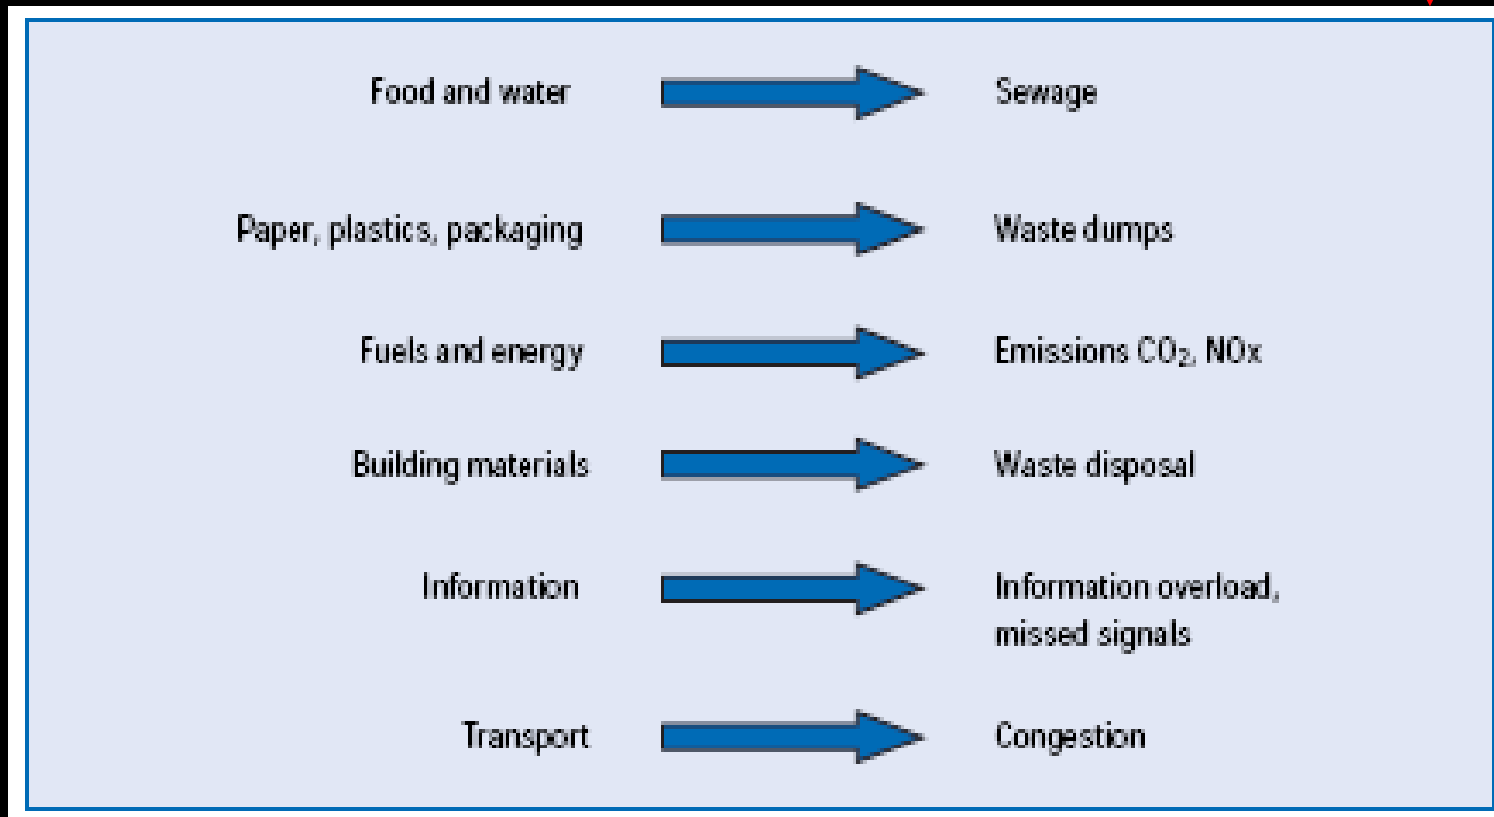 Food and water Sewage
Paper, plastics, packaging Waste dumps
Fuels and energy Emissions CO₂, NOx
Building materials Waste disposal
Information Information overload,
missed signals
Transport Congestion